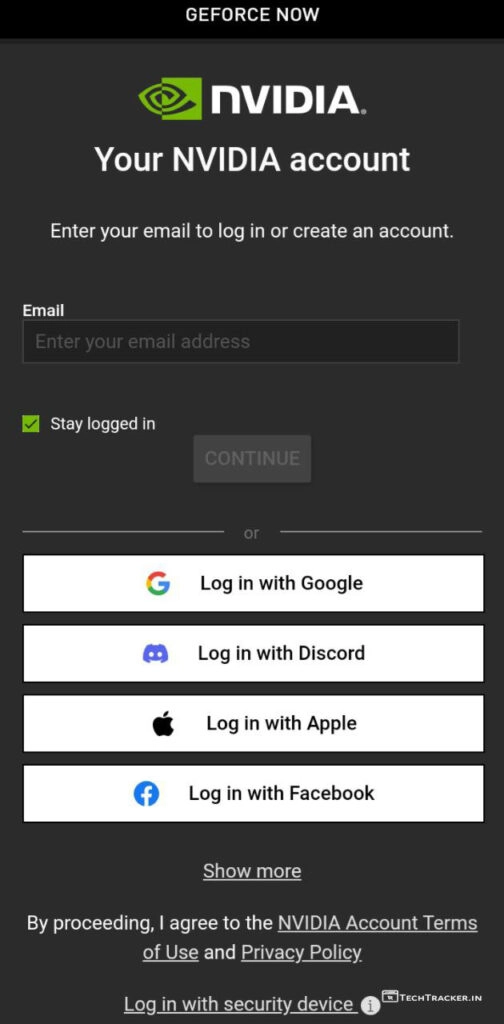 GEFORCE NOW
NVIDIA.
Your NVIDIA account
Enter your email to log in or create an account.
Email
Enter your email address
Stay logged in
CONTINUE
or
Log in with Google
Log in with Discord
Log in with Apple
Log in with Facebook
Show more
By proceeding, I agree to the NVIDIA Account Terms
of Use and Privacy Policy
Log in with security device i
TECHTRACKER.IN